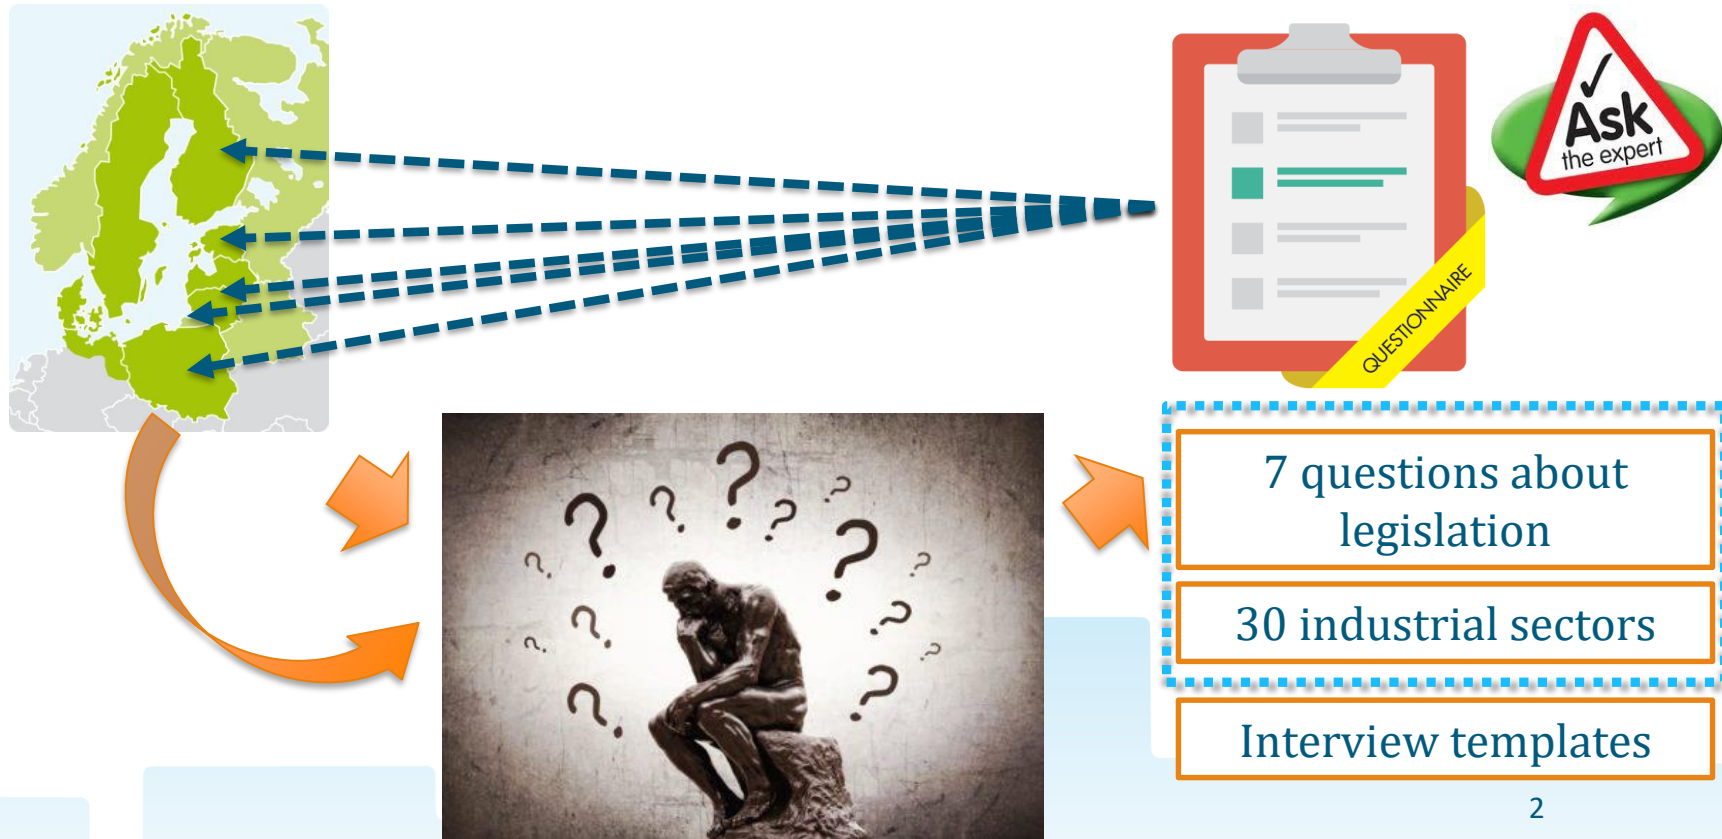 Ask
the expert
QUESTIONNAIRE
7 questions about
legislation
30 industrial sectors
Interview templates
2